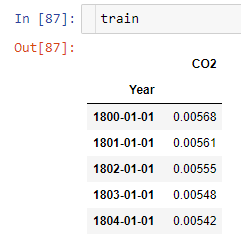 In [87]: train
Out[87]:
CO2
Year
1800-01-01 0.00568
1801-01-01 0.00561
1802-01-01 0.00555
1803-01-01 0.00548
1804-01-01 0.00542